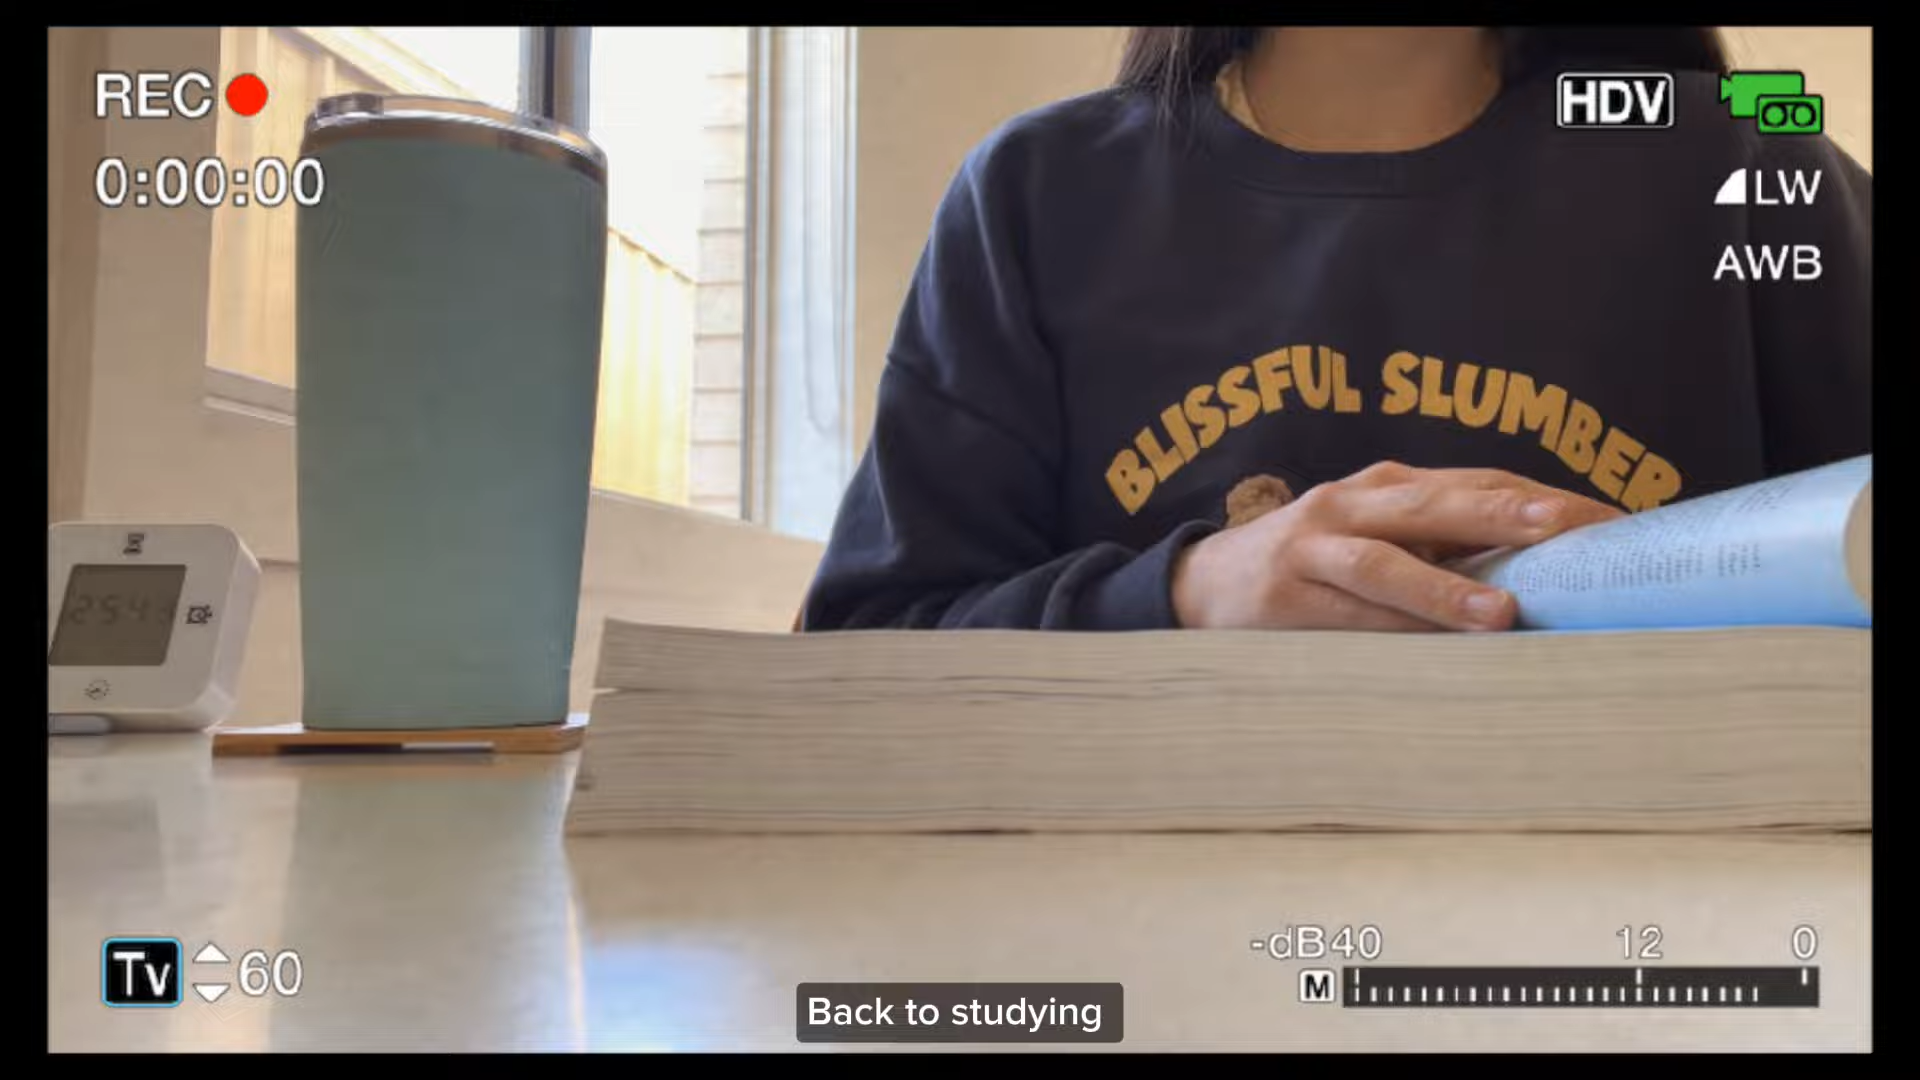 REC
0:00:00
HDV
LW
AWB
BLISSFUL SLUMBER
Tv 60
-dB40 12 0
M
Back to studying